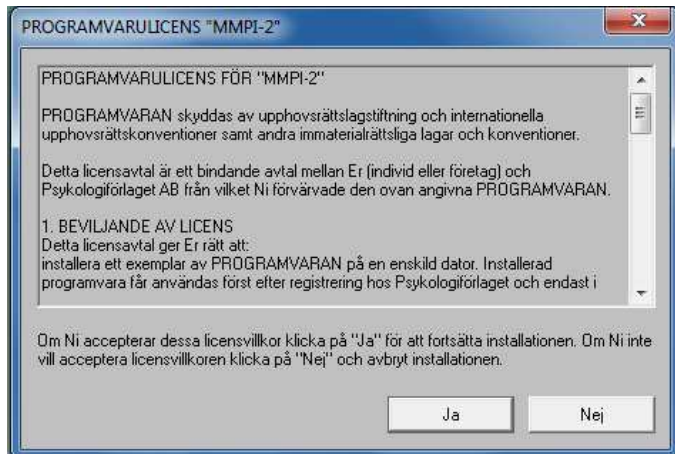 PROGRAMVARULICENS "MMPI-2"
PROGRAMVARULICENS FÖR "MMPI-2"
PROGRAMVARAN skyddas av upphovsrättslagstiftning och internationella
upphovsrättskonventioner samt andra immaterialrättsliga lagar och konventioner.
Detta licensavtal är ett bindande avtal mellan Er (individ eller företag) och
Psykologiförlaget AB från vilket Ni förvärvade den ovan angivna PROGRAMVARAN.
1. BEVILJANDE AV LICENS
Detta licensavtal ger Er rätt att:
installera ett exemplar av PROGRAMVARAN på en enskild dator. Installerad
programvara får användas först efter registrering hos Psykologiförlaget och endast i
Om Ni accepterar dessa licensvillkor klicka på "Ja" för att fortsätta installationen. Om Ni inte
vill acceptera licensvillkoren klicka på "Nej" och avbryt installationen.
Ja Nej